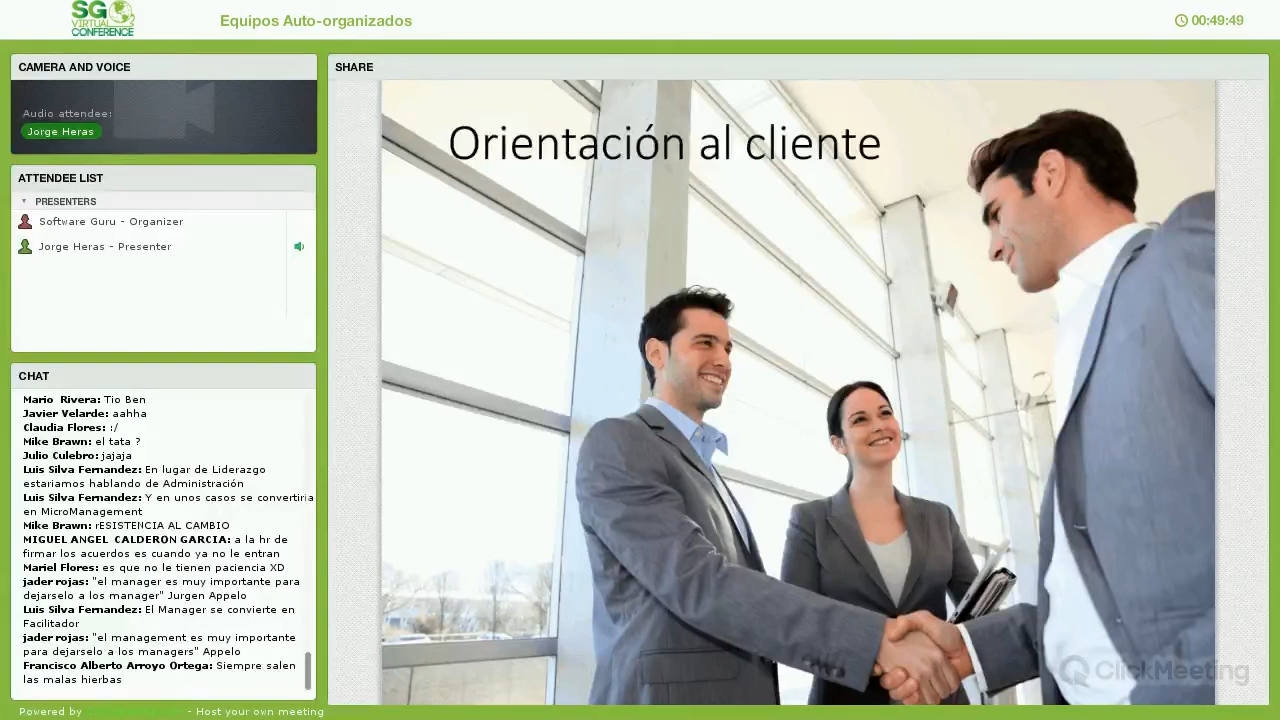 SG
VIRTUAL
CONFERENCE
Equipos Auto-organizados
00:49:49
CAMERA AND VOICE
Audio attendee:
Jorge Heras
ATTENDEE LIST
PRESENTERS
Software Guru - Organizer
Jorge Heras - Presenter
CHAT
Mario Rivera: Tio Ben
Javier Velarde: aahha
Claudia Flores: :/
Mike Brawn: el tata ?
Julio Culebro: jajaja
Luis Silva Fernandez: En lugar de Liderazgo
estariamos hablando de Administración
Luis Silva Fernandez: Y en unos casos se convertiria
en MicroManagement
Mike Brawn: rESISTENCIA AL CAMBIO
MIGUEL ANGEL CALDERON GARCIA: a la hr de
firmar los acuerdos es cuando ya no le entran
Mariel Flores: es que no le tienen paciencia XD
jader rojas: "el manager es muy importante para
dejarselo a los manager" Jurgen Appelo
Luis Silva Fernandez: El Manager se convierte en
Facilitador
jader rojas: "el management es muy importante
para dejarselo a los managers" Appelo
Francisco Alberto Arroyo Ortega: Siempre salen
las malas hierbas
Powered by - Host your own meeting
SHARE
Orientación al cliente
ClickMeeting